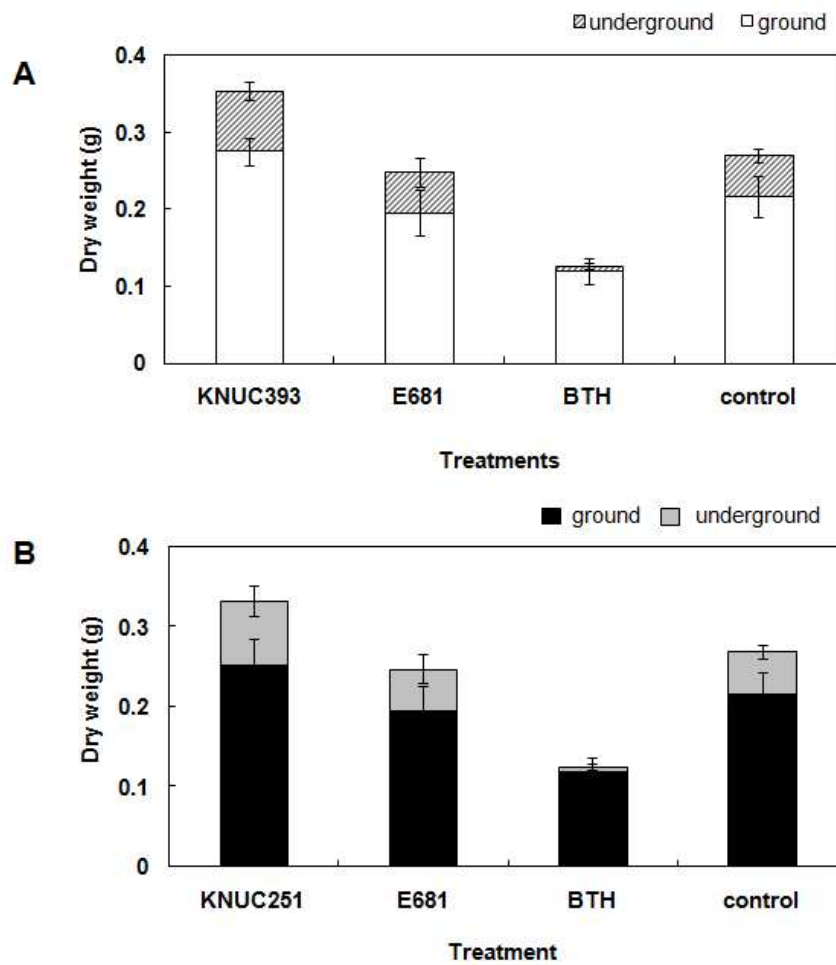 underground ground
A
0.4
0.3
0.2
0.1
0
Dry weight (g)
KNUC393 E681 BTH control
Treatments
ground underground
B
0.4
0.3
0.2
0.1
0
Dry weight (g)
KNUC251 E681 BTH control
Treatment